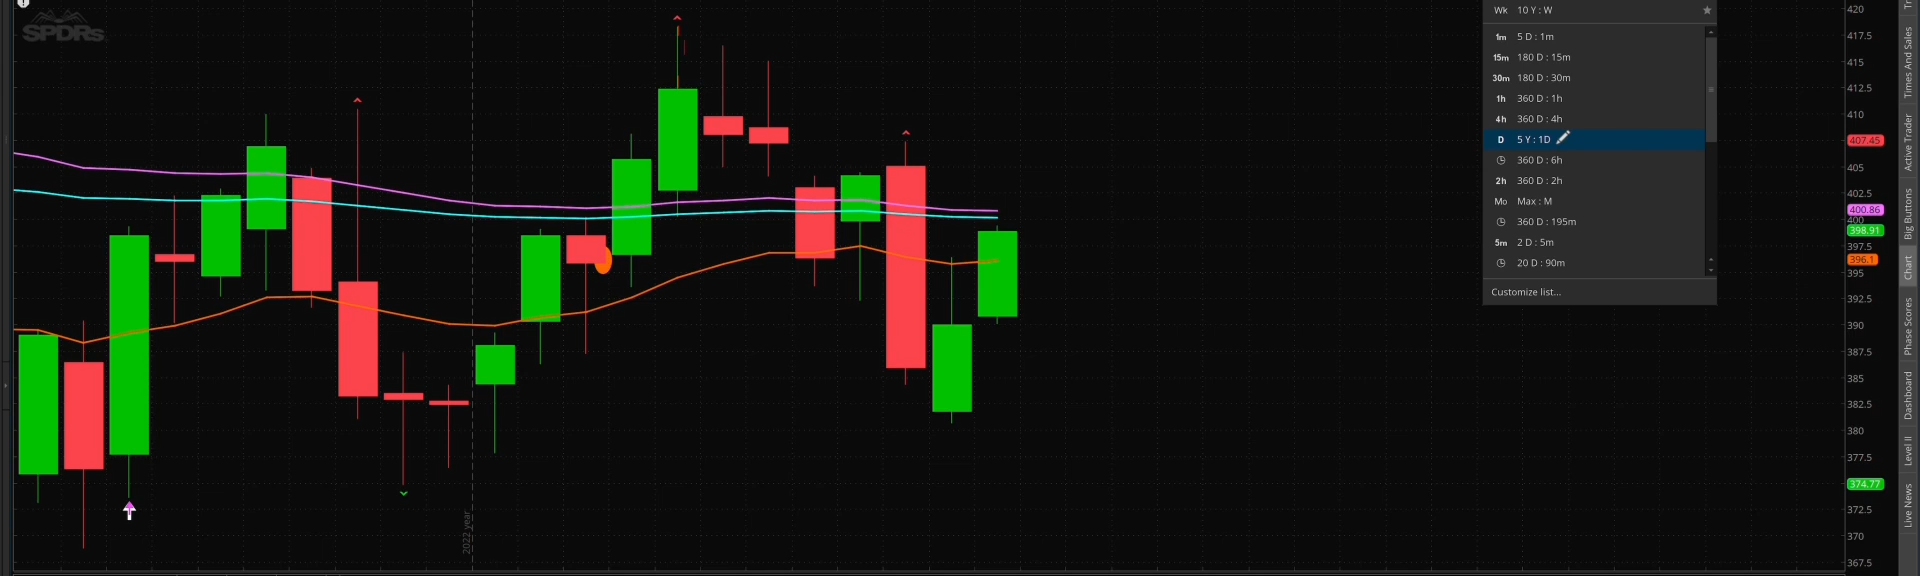 SPDRs
2022 year
Wk 10 Y : W
1m 5 D : 1m
15m 180 D : 15m
30m 180 D : 30m
1h 360 D : 1h
4h 360 D : 4h
D 5 Y : 1D
360 D : 6h
2h 360 D : 2h
Mo Max : M
360 D : 195m
5m 2 D : 5m
20 D : 90m
Customize list...
420
417.5
415
412.5
410
407.45
405
402.5
400.86
400
398.91
397.5
396.1
395
392.5
390
387.5
385
382.5
380
377.5
374.77
372.5
370
367.5
Times And Sales
Active Trader
Big Buttons
Chart
Phase Scores
Dashboard
Level II
Live News